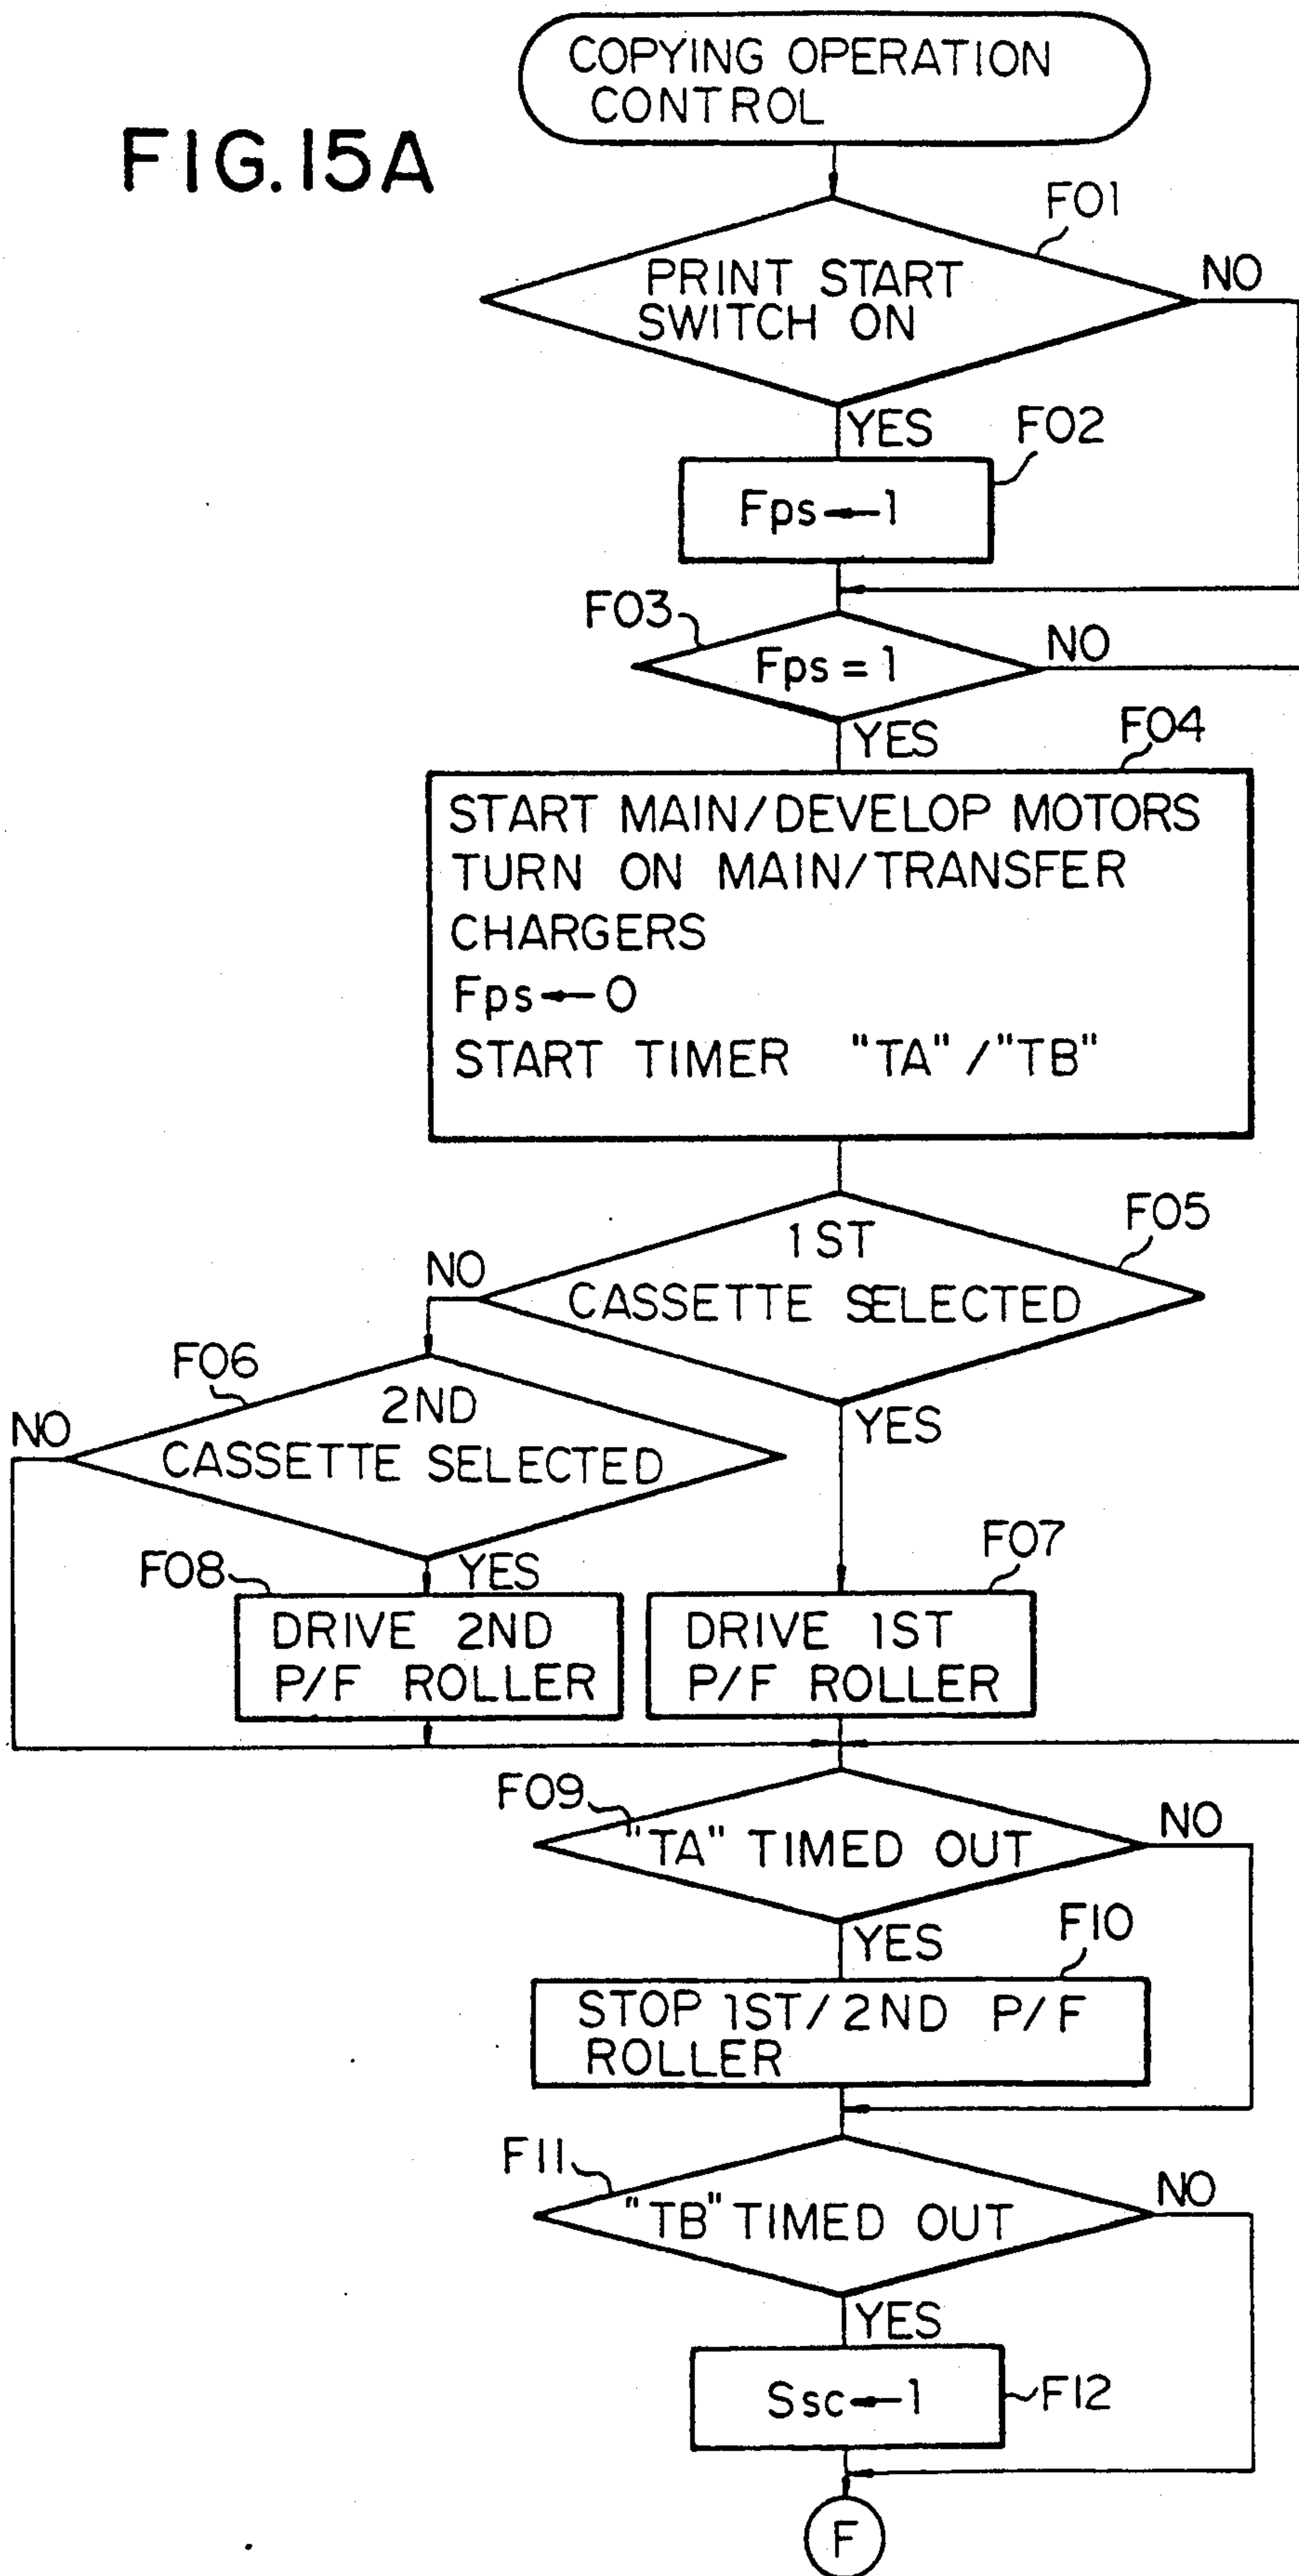 COPYING OPERATION
CONTROL
FIG.15A
F01
PRINT START
SWITCH ON
NO
YES
F02
Fps←1
F03
Fps=1
NO
YES
F04
START MAIN/DEVELOP MOTORS
TURN ON MAIN/TRANSFER
CHARGERS
Fps←0
START TIMER "TA"/"TB"
F05
1ST
CASSETTE SELECTED
NO
YES
F06
2ND
CASSETTE SELECTED
NO
YES
F08
DRIVE 2ND
P/F ROLLER
F07
DRIVE 1ST
P/F ROLLER
F09
"TA" TIMED OUT
NO
YES
F10
STOP 1ST/2ND P/F
ROLLER
F11
"TB" TIMED OUT
NO
YES
Ssc←1
F12
F